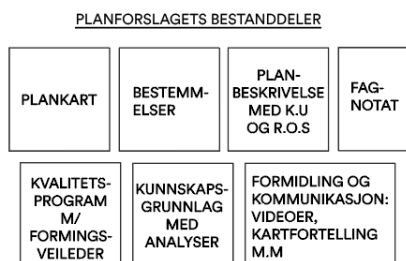 PLANFORSLAGETS BESTANDDELER
PLANKART
BESTEMM-
ELSER
PLAN-
BESKRIVELSE
MED K.U
OG R.O.S
FAG-
NOTAT
KVALITETS-
PROGRAM
M/
FORMINGS-
VEILEDER
KUNNSKAPS-
GRUNNLAG
MED
ANALYSER
FORMIDLING OG
KOMMUNIKASJON:
VIDEOER,
KARTFORTELLING
M.M